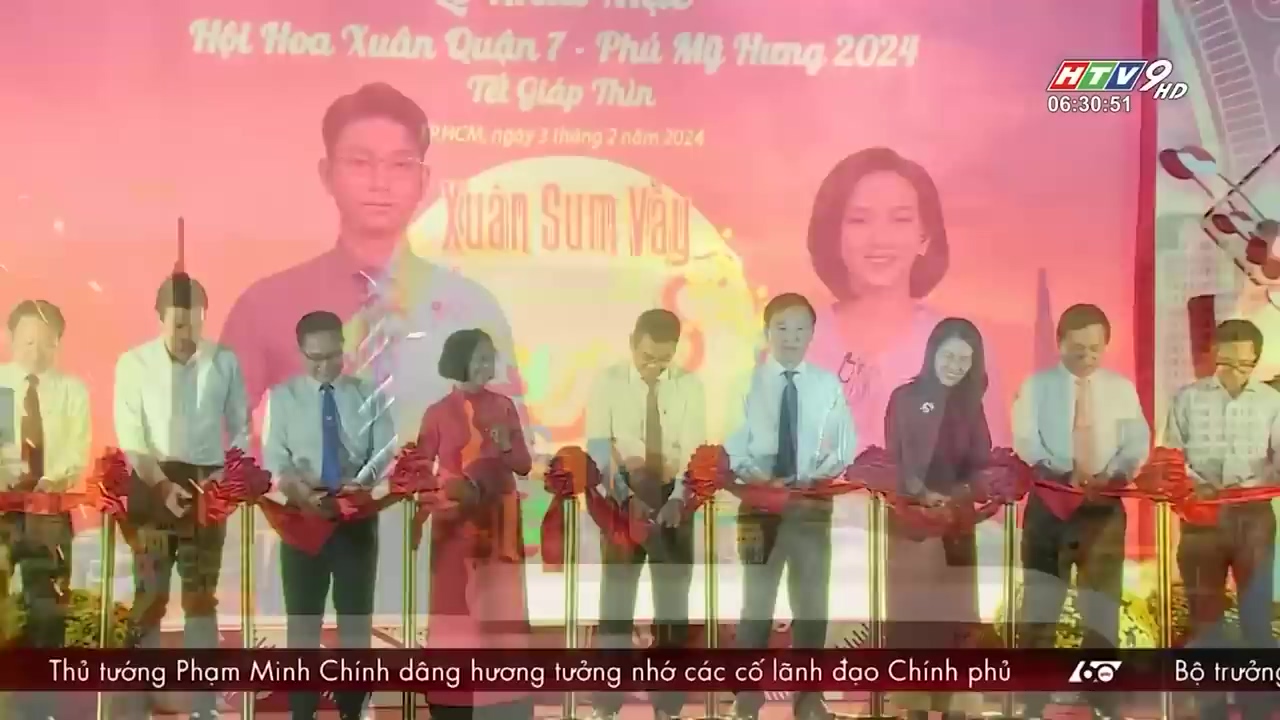 Hội Hoa Xuân Quận 7 - Phú Mỹ Hưng 2024
Tết Giáp Thìn
P.HCM, ngày 3 tháng 2 năm 2024
Xuân Sum Vầy
HTV9 HD
06:30:51
Thủ tướng Phạm Minh Chính dâng hương tưởng nhớ các cố lãnh đạo Chính phủ
Bộ trưởng